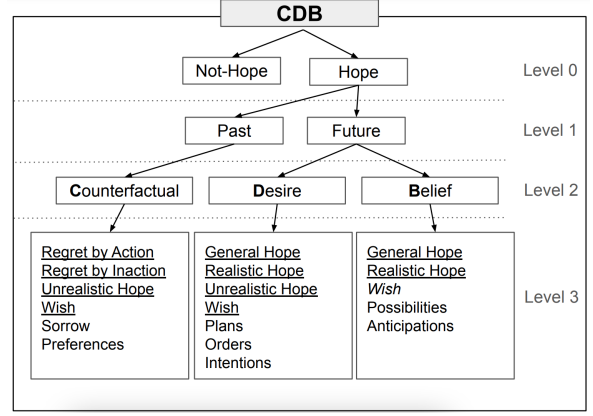 CDB
Not-Hope
Hope
Level 0
Past
Future
Level 1
Counterfactual
Desire
Belief
Level 2
Regret by Action
Regret by Inaction
Unrealistic Hope
Wish
Sorrow
Preferences
General Hope
Realistic Hope
Unrealistic Hope
Wish
Plans
Orders
Intentions
General Hope
Realistic Hope
Wish
Possibilities
Anticipations
Level 3